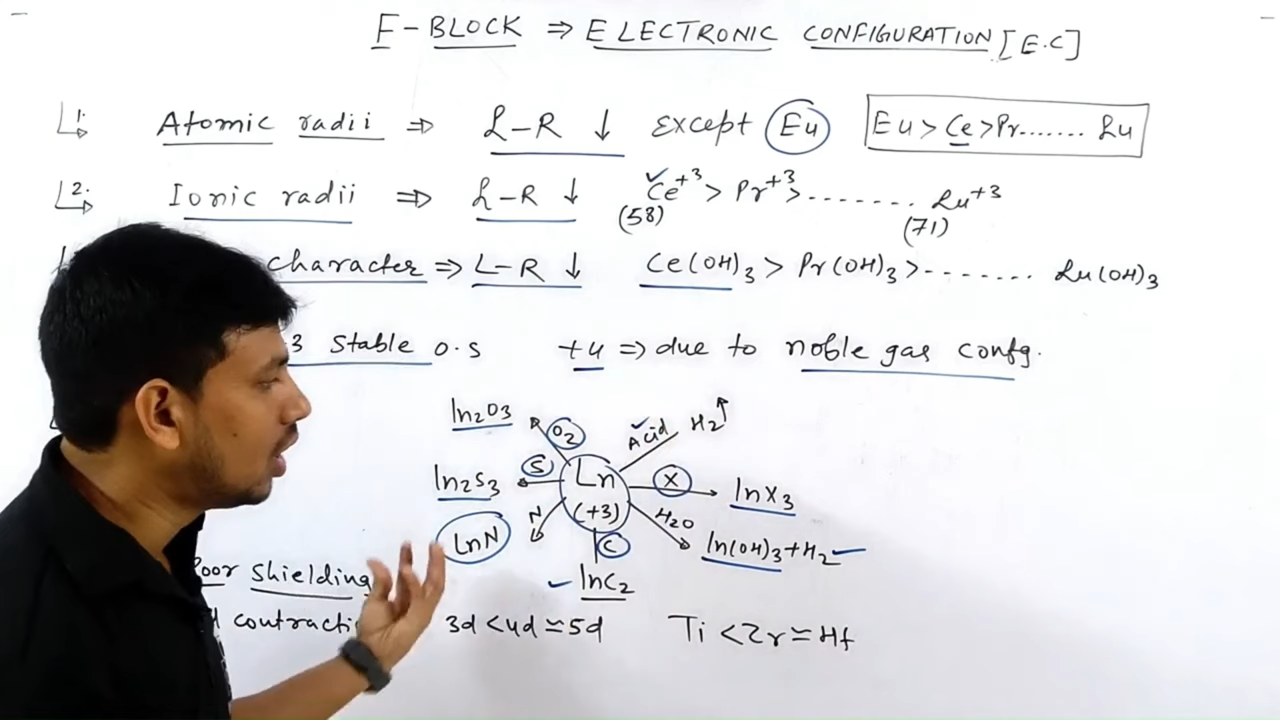 F-BLOCK ⇒ ELECTRONIC CONFIGURATION [E.C]
1. Atomic radii ⇒ L-R ↓ except Eu Eu > Ce > Pr....... Lu
2. Ionic radii ⇒ L-R ↓ Ce+3 > Pr+3 > - - - - - - - Lu+3
(58) (71)
character ⇒ L-R ↓ Ce(OH)3 > Pr(OH)3 > - - - - - - - Lu(OH)3
3 stable o.s +4 ⇒ due to noble gas confg.
ln2O3 O2 Acid H2↑
ln2S3 S Ln X lnX3
(+3)
LnN N H2O ln(OH)3 + H2
C
lnC2
Poor shielding
contracti 3d < 4d ≃ 5d Ti < Zr ≃ Hf